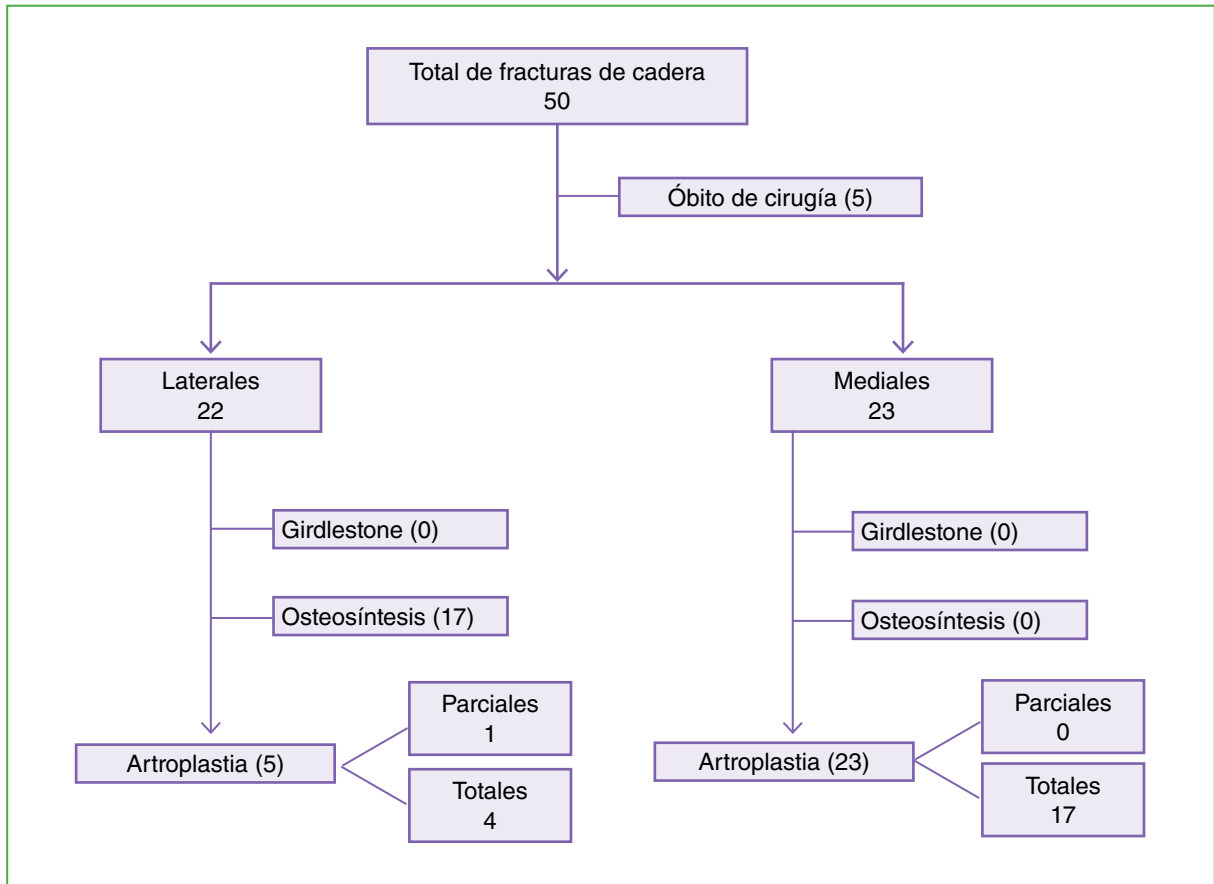 Total de fracturas de cadera
50
Óbito de cirugía (5)
Laterales
22
Mediales
23
Girdlestone (0)
Osteosíntesis (17)
Artroplastia (5)
Parciales
1
Totales
4
Girdlestone (0)
Osteosíntesis (0)
Artroplastia (23)
Parciales
0
Totales
17